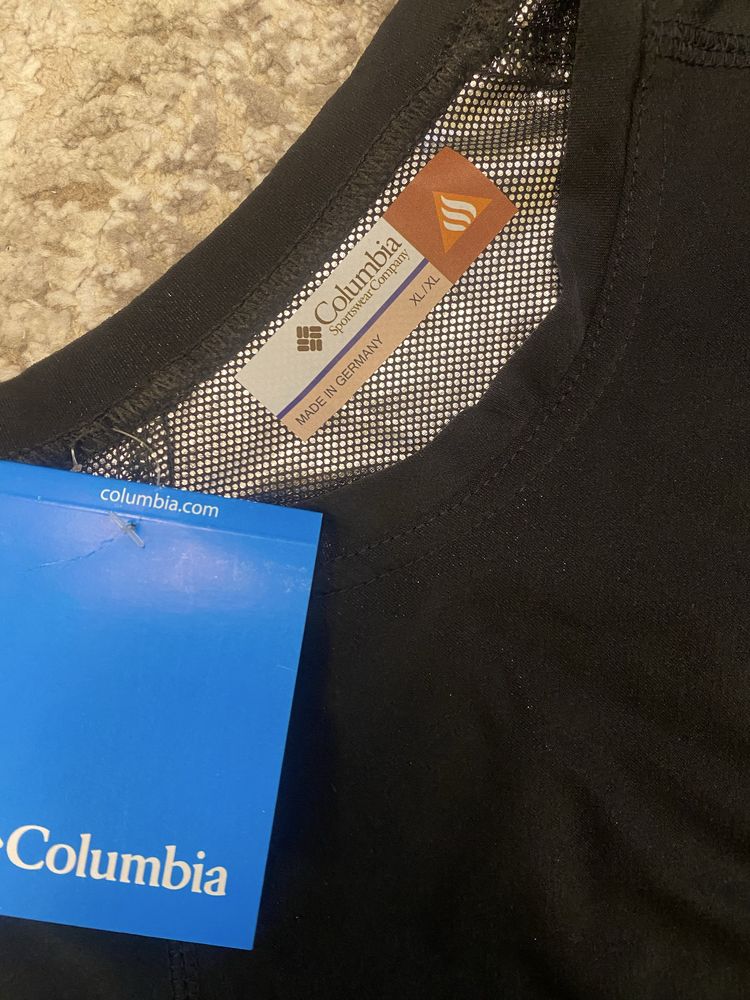 Columbia
Sportswear Company
XL/XL
MADE IN GERMANY
columbia.com
Columbia